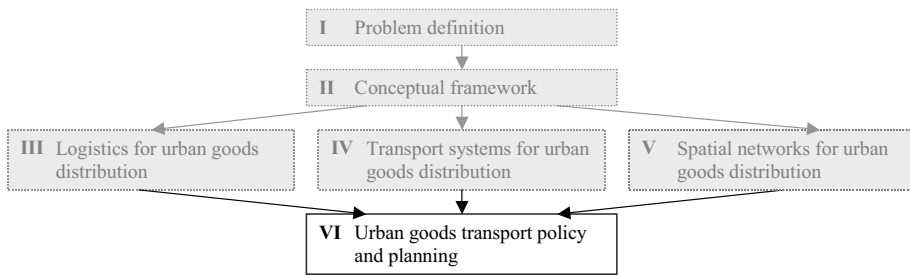 I Problem definition
II Conceptual framework
III Logistics for urban goods
distribution
IV Transport systems for urban
goods distribution
V Spatial networks for urban
goods distribution
VI Urban goods transport policy
and planning